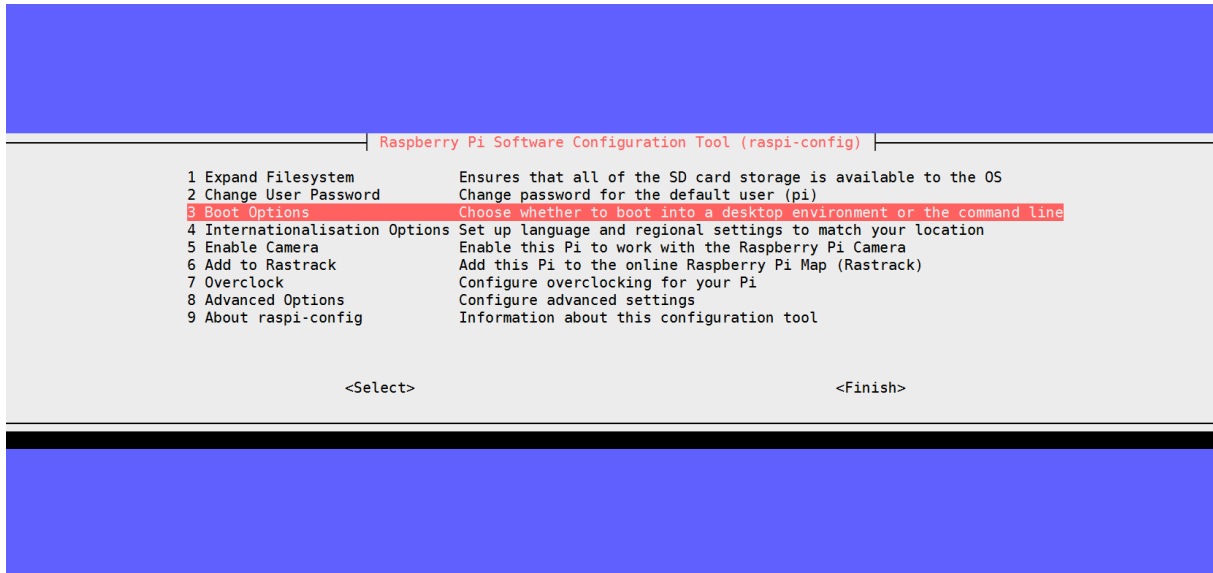 Raspberry Pi Software Configuration Tool (raspi-config)
1 Expand Filesystem Ensures that all of the SD card storage is available to the OS
2 Change User Password Change password for the default user (pi)
3 Boot Options Choose whether to boot into a desktop environment or the command line
4 Internationalisation Options Set up language and regional settings to match your location
5 Enable Camera Enable this Pi to work with the Raspberry Pi Camera
6 Add to Rastrack Add this Pi to the online Raspberry Pi Map (Rastrack)
7 Overclock Configure overclocking for your Pi
8 Advanced Options Configure advanced settings
9 About raspi-config Information about this configuration tool
<Select> <Finish>